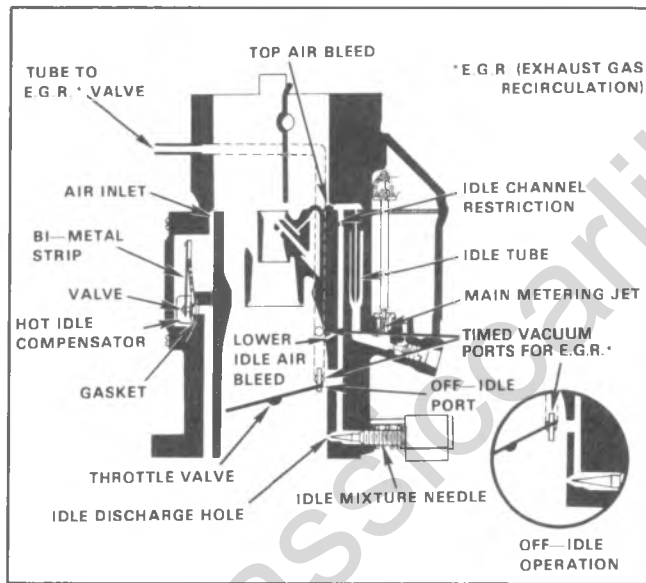 TOP AIR BLEED
TUBE TO
E.G.R.* VALVE
*E.G.R (EXHAUST GAS
RECIRCULATION)
AIR INLET
BI—METAL
STRIP
VALVE
HOT IDLE
COMPENSATOR
GASKET
IDLE CHANNEL
RESTRICTION
IDLE TUBE
MAIN METERING JET
LOWER
IDLE AIR
BLEED
TIMED VACUUM
PORTS FOR E.G.R.*
OFF—IDLE
PORT
THROTTLE VALVE
IDLE MIXTURE NEEDLE
IDLE DISCHARGE HOLE
OFF—IDLE
OPERATION